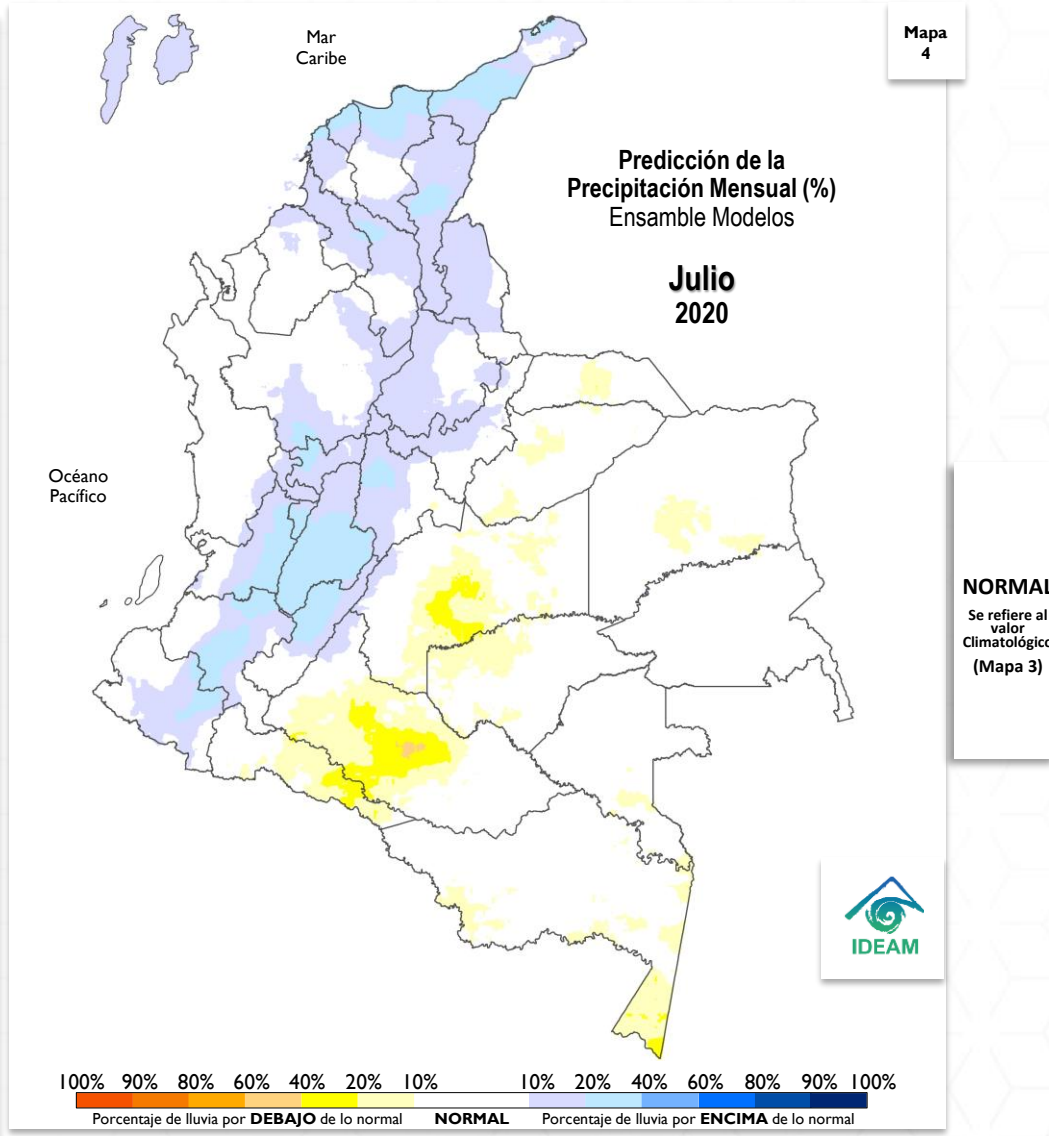 Mar
Caribe
Mapa
4
Predicción de la
Precipitación Mensual (%)
Ensamble Modelos
Julio
2020
Océano
Pacífico
NORMAL
Se refiere al
valor
Climatológico
(Mapa 3)
IDEAM
100% 90% 80% 60% 40% 20% 10% 10% 20% 40% 60% 80% 90% 100%
Porcentaje de lluvia por DEBAJO de lo normal NORMAL Porcentaje de lluvia por ENCIMA de lo normal